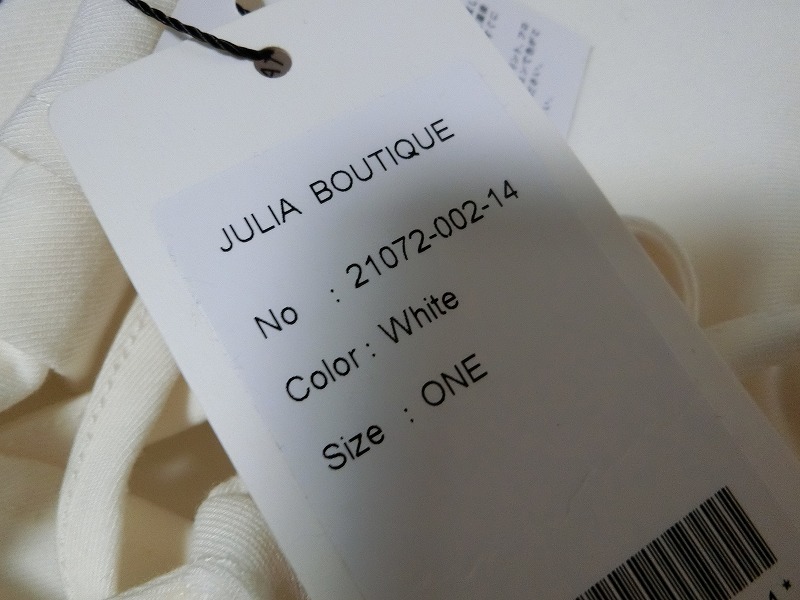 JULIA BOUTIQUE
No : 21072-002-14
Color : White
Size : ONE